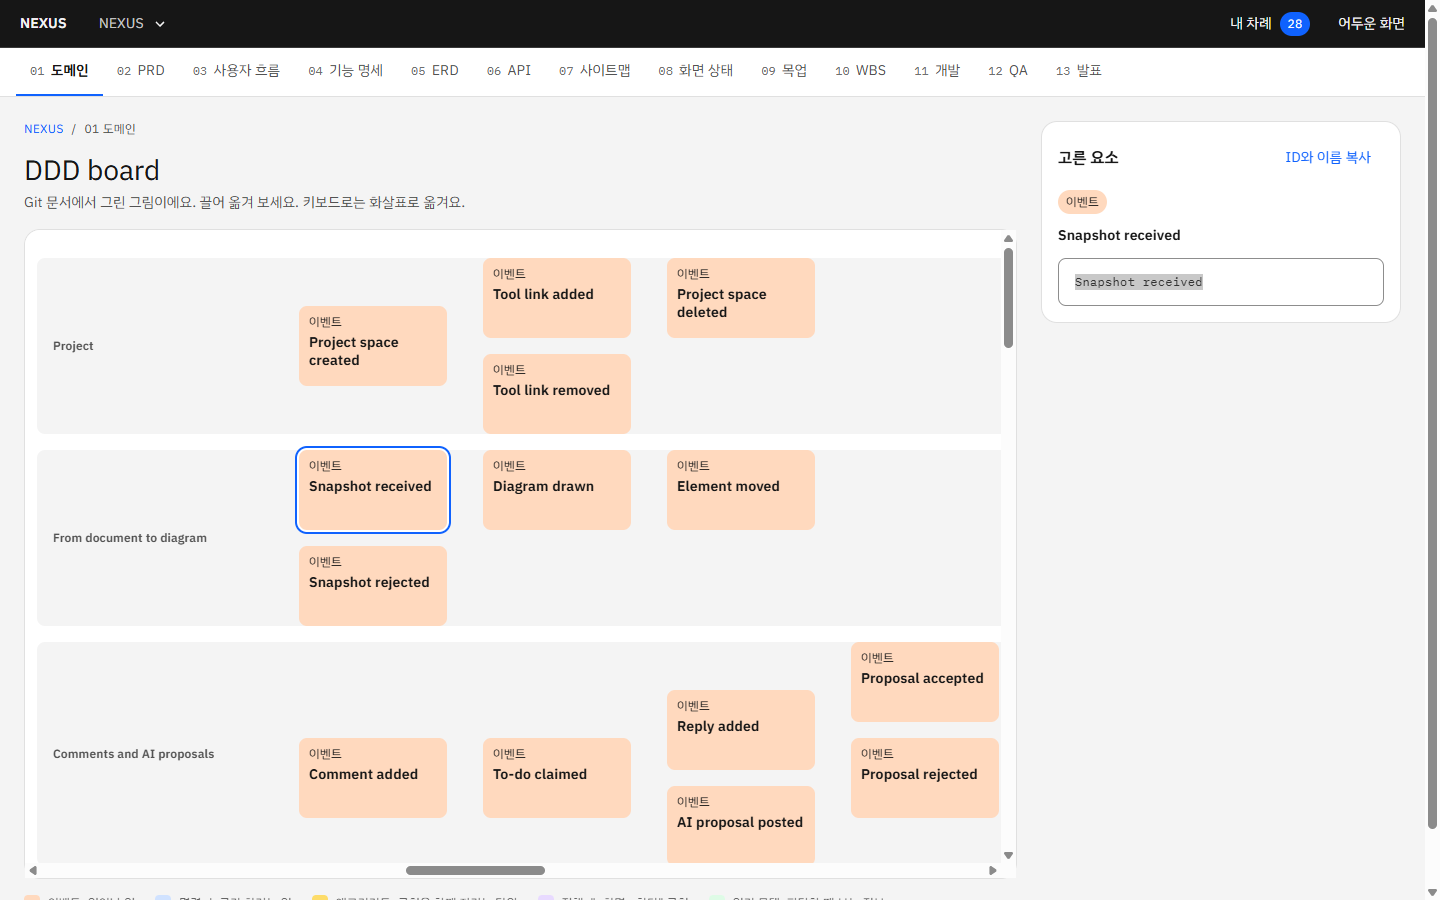 NEXUS NEXUS 내 차례 28 어두운 화면
01 도메인 02 PRD 03 사용자 흐름 04 기능 명세 05 ERD 06 API 07 사이트맵 08 화면 상태 09 목업 10 WBS 11 개발 12 QA 13 발표
NEXUS / 01 도메인
DDD board
Git 문서에서 그린 그림이에요. 끌어 옮겨 보세요. 키보드로는 화살표로 옮겨요.
Project
이벤트
Project space
created
이벤트
Tool link added
이벤트
Tool link removed
이벤트
Project space
deleted
From document to diagram
이벤트
Snapshot received
이벤트
Snapshot rejected
이벤트
Diagram drawn
이벤트
Element moved
Comments and AI proposals
이벤트
Comment added
이벤트
To-do claimed
이벤트
Reply added
이벤트
AI proposal posted
이벤트
Proposal accepted
이벤트
Proposal rejected
고른 요소
ID와 이름 복사
이벤트
Snapshot received
Snapshot received